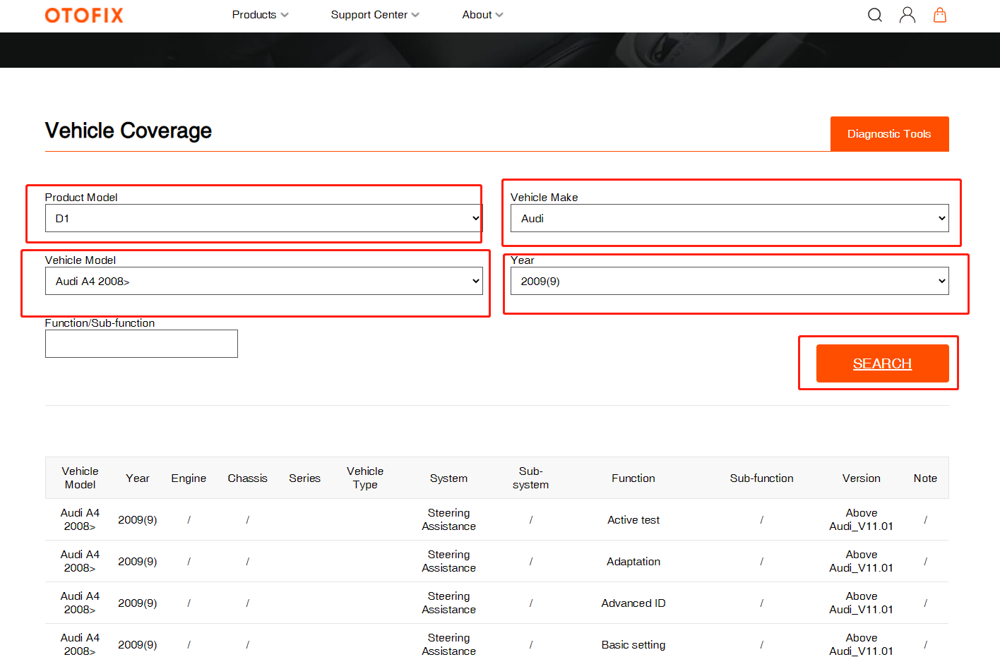 OTOFIX
Products
Support Center
About
Vehicle Coverage
Diagnostic Tools
Product Model
D1
Vehicle Make
Audi
Vehicle Model
Audi A4 2008>
Year
2009(9)
Function/Sub-function
SEARCH
Vehicle Model Year Engine Chassis Series Vehicle Type System Sub-system Function Sub-function Version Note
Audi A4 2008> 2009(9) / / Steering Assistance / Active test / Above Audi_V11.01 /
Audi A4 2008> 2009(9) / / Steering Assistance / Adaptation / Above Audi_V11.01 /
Audi A4 2008> 2009(9) / / Steering Assistance / Advanced ID / Above Audi_V11.01 /
Audi A4 2008> 2009(9) / / Steering Assistance / Basic setting / Above Audi_V11.01 /